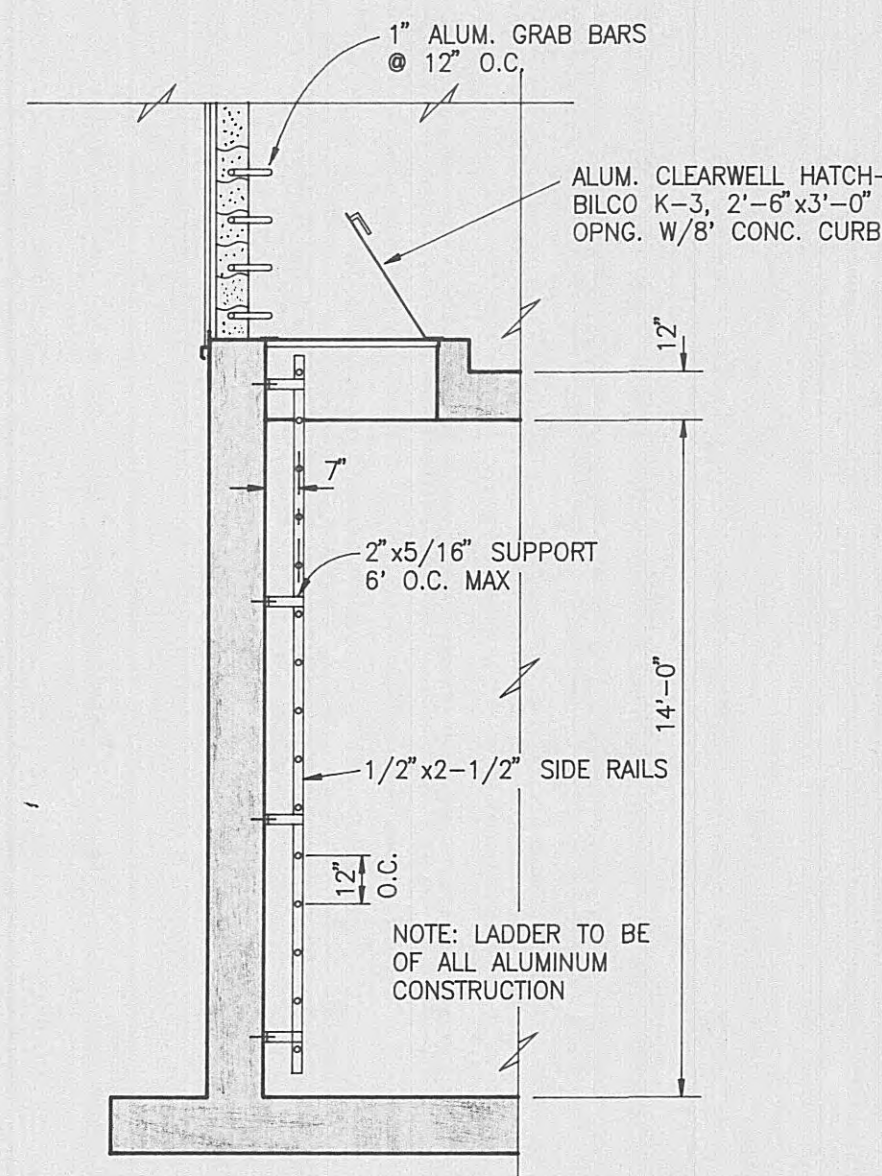 1" ALUM. GRAB BARS
@ 12" O.C.
ALUM. CLEARWELL HATCH-
BILCO K-3, 2'-6"x3'-0"
OPNG. W/8' CONC. CURB
12"
7"
2"x5/16" SUPPORT
6' O.C. MAX
14'-0"
1/2"x2-1/2" SIDE RAILS
12"
O.C.
NOTE: LADDER TO BE
OF ALL ALUMINUM
CONSTRUCTION